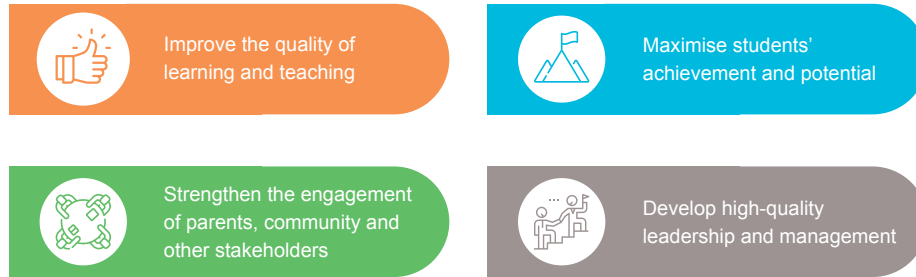 Improve the quality of
learning and teaching
Maximise students'
achievement and potential
Strengthen the engagement
of parents, community and
other stakeholders
Develop high-quality
leadership and management